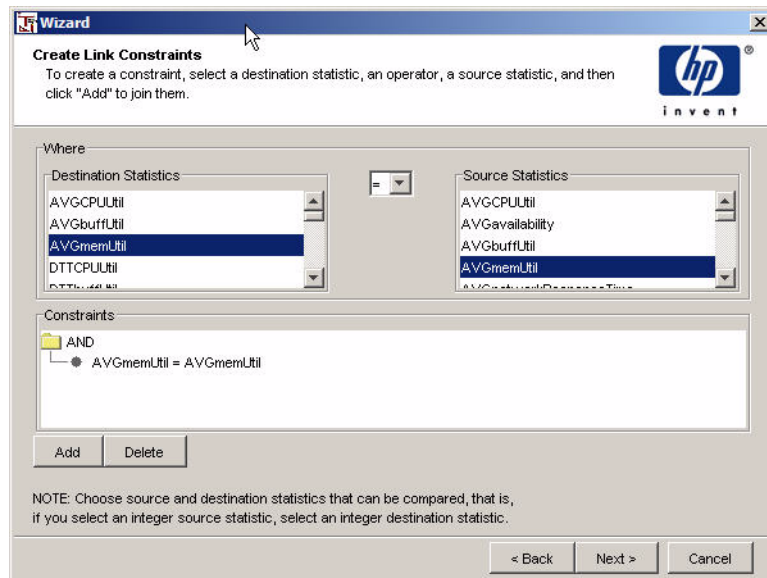 Wizard
Create Link Constraints
To create a constraint, select a destination statistic, an operator, a source statistic, and then
click "Add" to join them.
hp
®
invent
Where
Destination Statistics
=
Source Statistics
AVGCPUUtil
AVGbuffUtil
AVGmemUtil
DTTCPUUtil
DTTbuffUtil
AVGCPUUtil
AVGavailability
AVGbuffUtil
AVGmemUtil
AVGnetworkResponseTime
Constraints
AND
AVGmemUtil = AVGmemUtil
Add
Delete
NOTE: Choose source and destination statistics that can be compared, that is,
if you select an integer source statistic, select an integer destination statistic.
< Back
Next >
Cancel